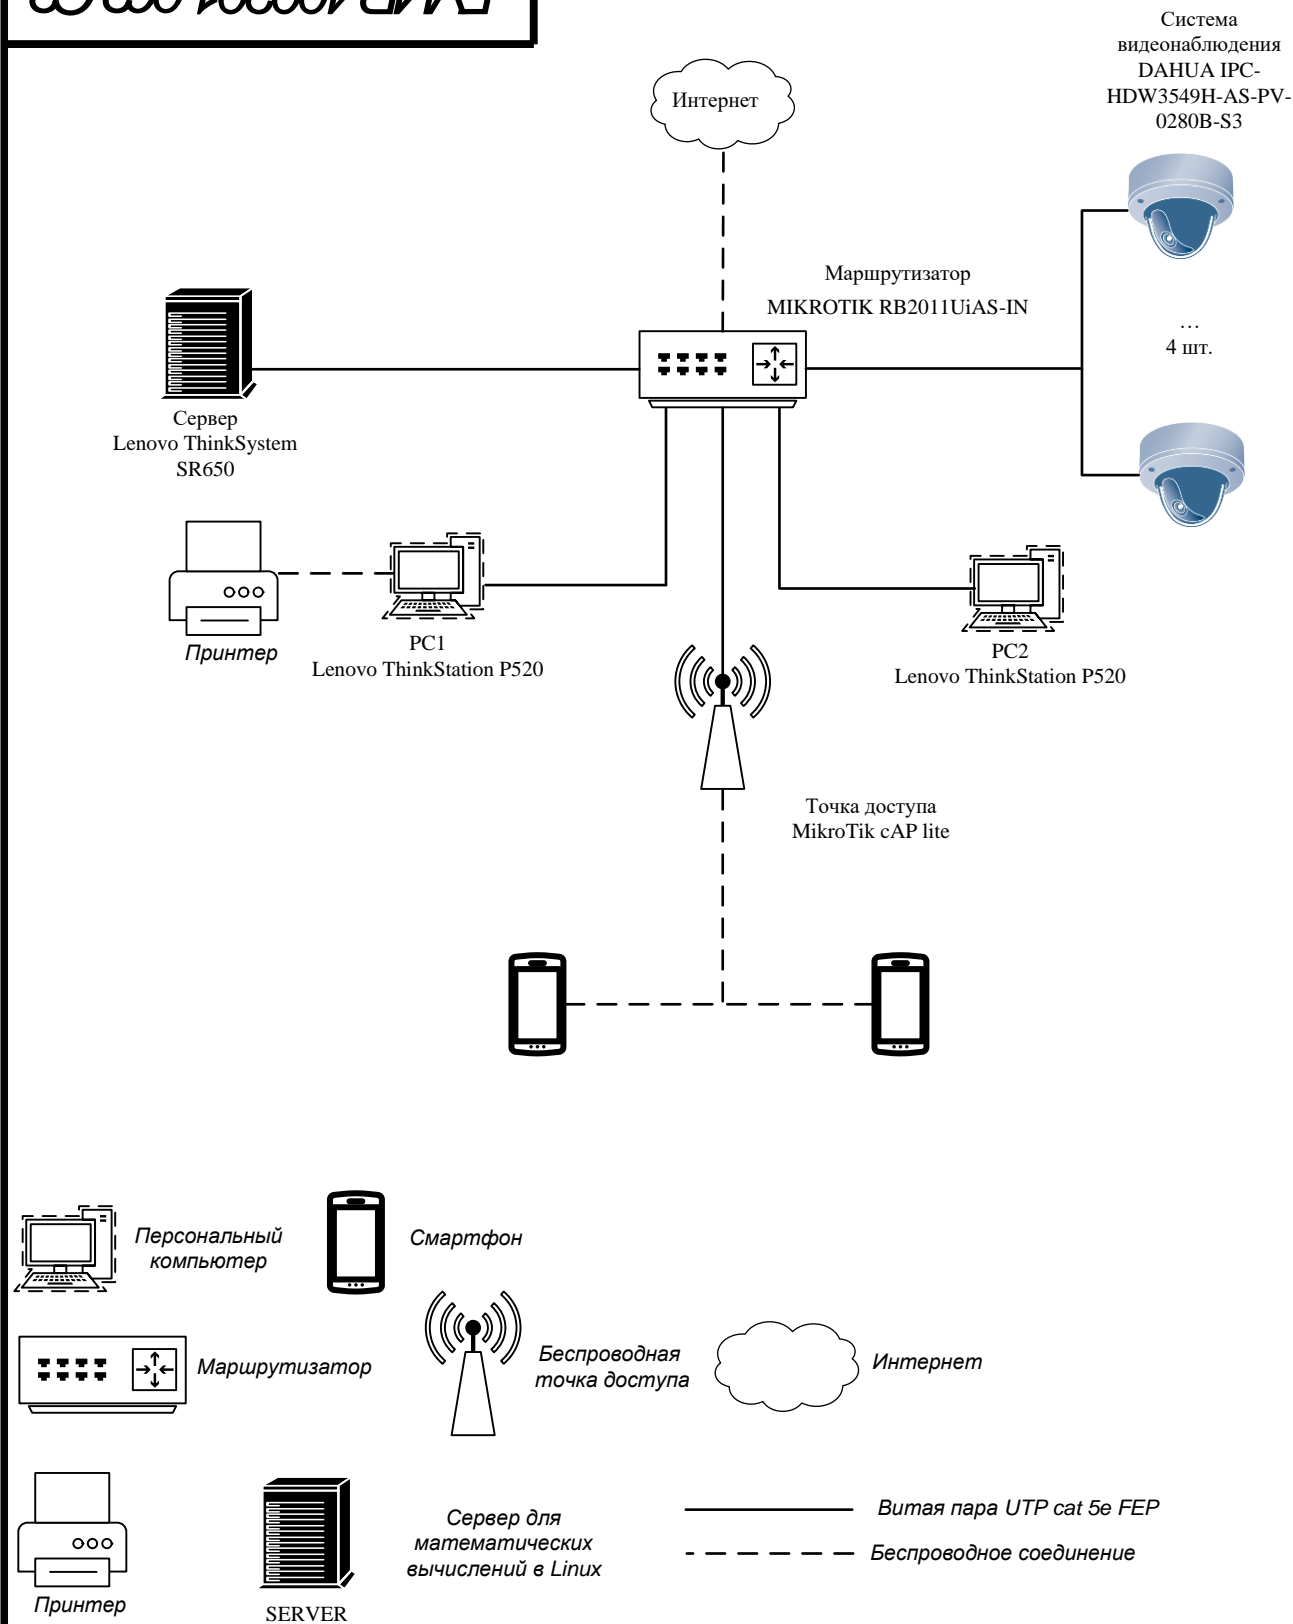 Система
видеонаблюдения
DAHUA IPC-
HDW3549H-AS-PV-
0280B-S3
Интернет
Маршрутизатор
MIKROTIK RB2011UiAS-IN
…
4 шт.
Сервер
Lenovo ThinkSystem
SR650
Принтер
PC1
Lenovo ThinkStation P520
PC2
Lenovo ThinkStation P520
Точка доступа
MikroTik cAP lite
Персональный
компьютер
Смартфон
Маршрутизатор
Беспроводная
точка доступа
Интернет
Принтер
SERVER
Сервер для
математических
вычислений в Linux
Витая пара UTP cat 5e FEP
Беспроводное соединение